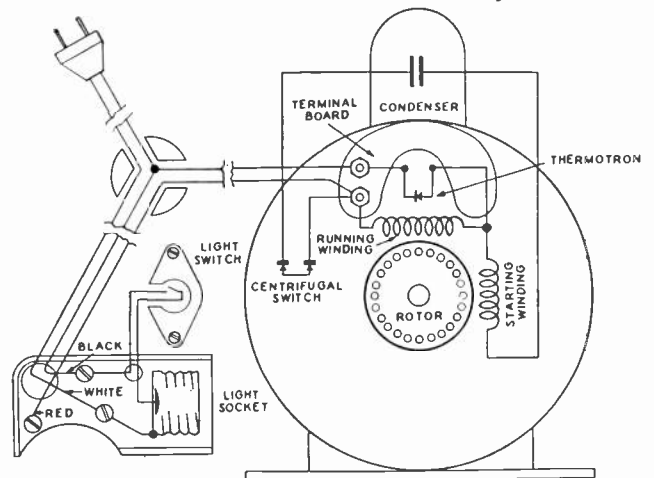 TERMINAL
BOARD
CONDENSER
THERMOTRON
RUNNING
WINDING
LIGHT
SWITCH
CENTRIFUGAL
SWITCH
ROTOR
STARTING
WINDING
BLACK
WHITE
RED
LIGHT
SOCKET